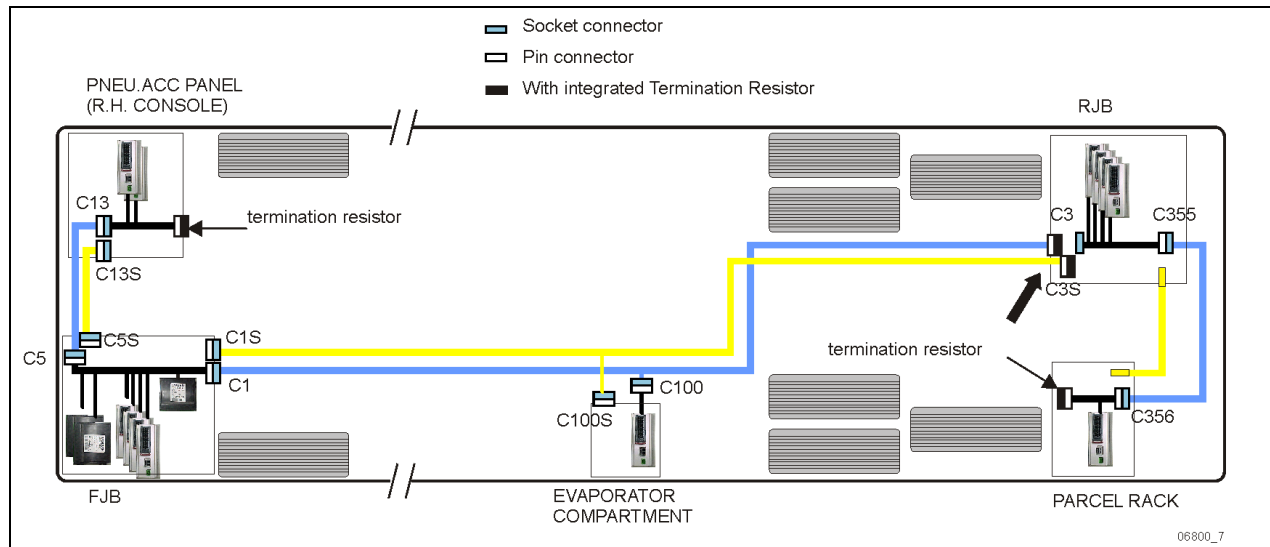 Socket connector
Pin connector
With integrated Termination Resistor
PNEU.ACC PANEL
(R.H. CONSOLE)
RJB
C13
termination resistor
C13S
C3
C355
C3S
C5S
C5
C1S
C1
termination resistor
C100
C100S
C356
FJB
EVAPORATOR
COMPARTMENT
PARCEL RACK
06800_7